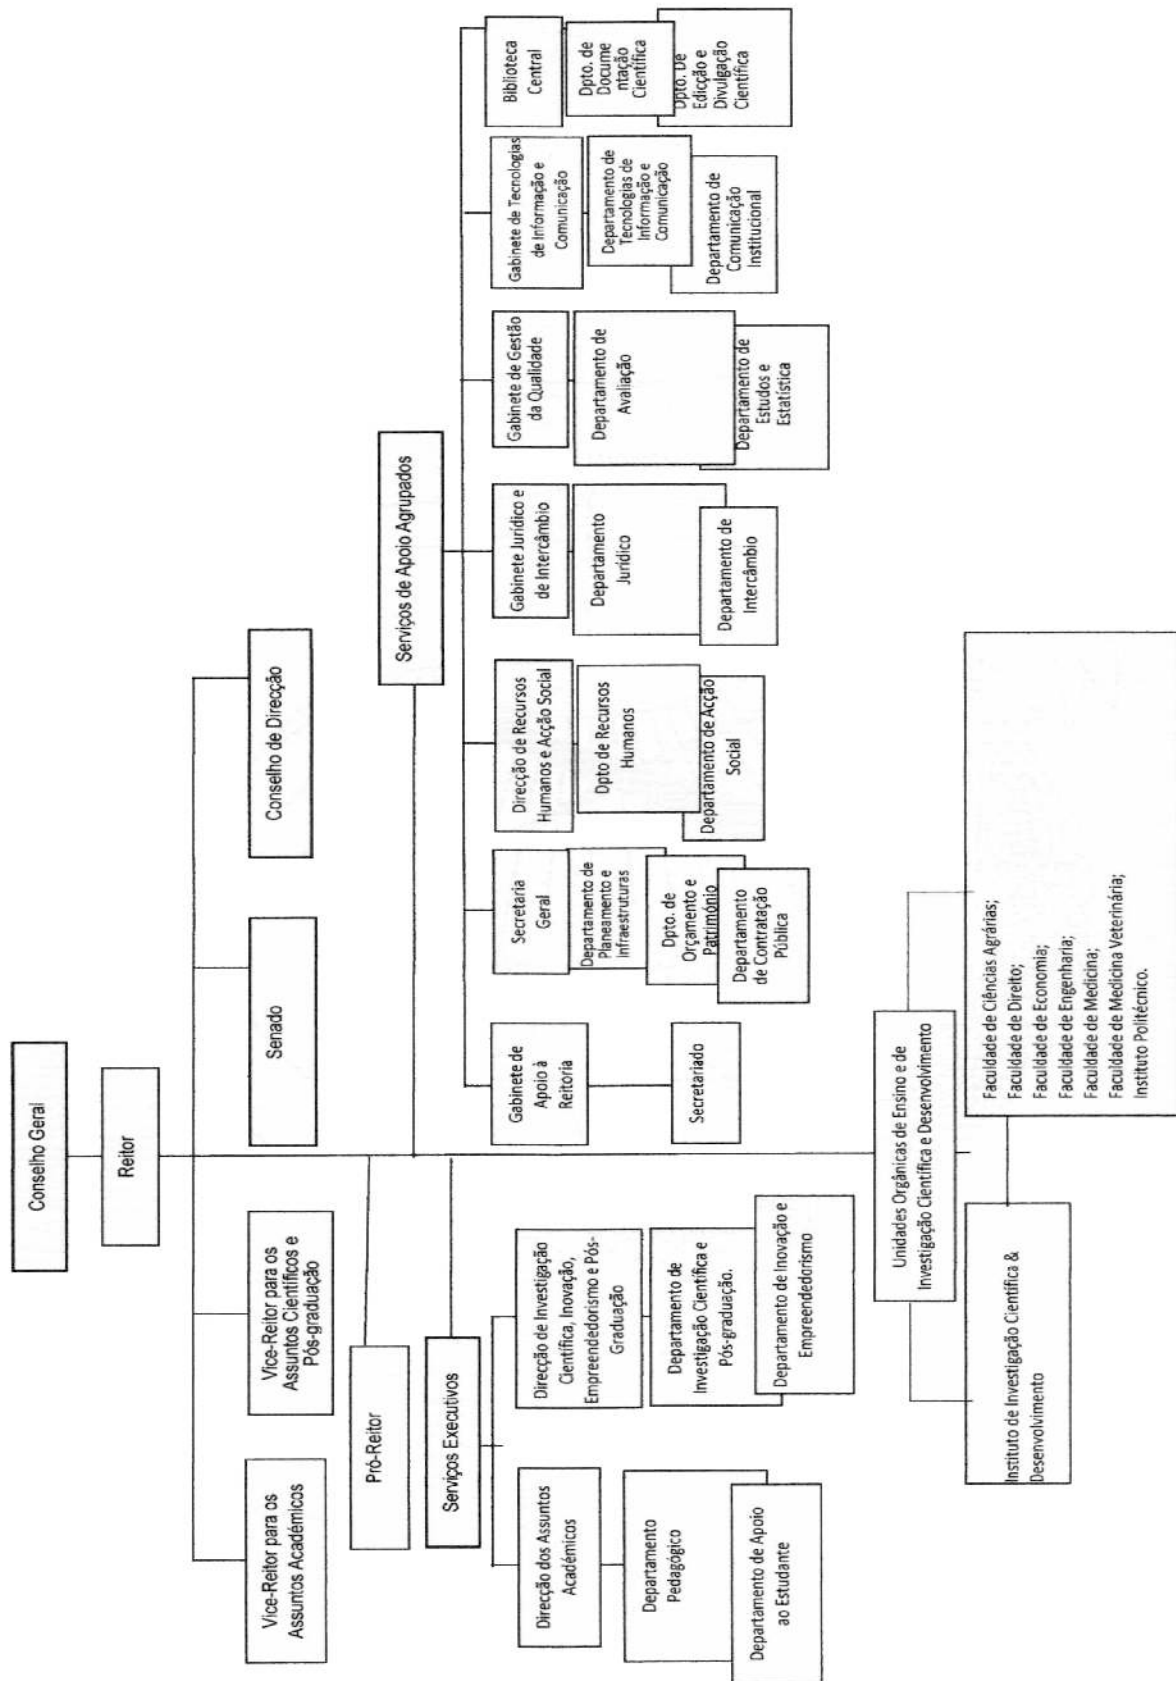 Conselho Geral
Reitor
Vice-Reitor para os
Assuntos Académicos
Vice-Reitor para os
Assuntos Científicos e
Pós-graduação
Senado
Conselho de Direcção
Pró-Reitor
Serviços Executivos
Serviços de Apoio Agrupados
Direcção dos Assuntos
Académicos
Departamento
Pedagógico
Departamento de Apoio
ao Estudante
Direcção de Investigação
Científica, Inovação,
Empreendedorismo e Pós-
Graduação
Departamento de
Investigação Científica e
Pós-graduação.
Departamento de Inovação e
Empreendedorismo
Gabinete de
Apoio à
Reitoria
Secretariado
Secretaria
Geral
Departamento de
Planeamento e
Infraestruturas
Dpto. de
Orçamento e
Património
Departamento
de Contratação
Pública
Direcção de Recursos
Humanos e Acção Social
Dpto de Recursos
Humanos
Departamento de Acção
Social
Gabinete Jurídico e
de Intercâmbio
Departamento
Jurídico
Departamento de
Intercâmbio
Gabinete de Gestão
da Qualidade
Departamento de
Avaliação
Departamento de
Estudos e
Estatística
Gabinete de Tecnologias
de Informação e
Comunicação
Departamento de
Tecnologias de
Informação e
Comunicação
Departamento de
Comunicação
Institucional
Biblioteca
Central
Dpto. de
Docume
ntação
Científica
Dpto. De
Edicção e
Divulgação
Científica
Unidades Orgânicas de Ensino e de
Investigação Científica e Desenvolvimento
Instituto de Investigação Científica &
Desenvolvimento
Faculdade de Ciências Agrárias;
Faculdade de Direito;
Faculdade de Economia;
Faculdade de Engenharia;
Faculdade de Medicina;
Faculdade de Medicina Veterinária;
Instituto Politécnico.